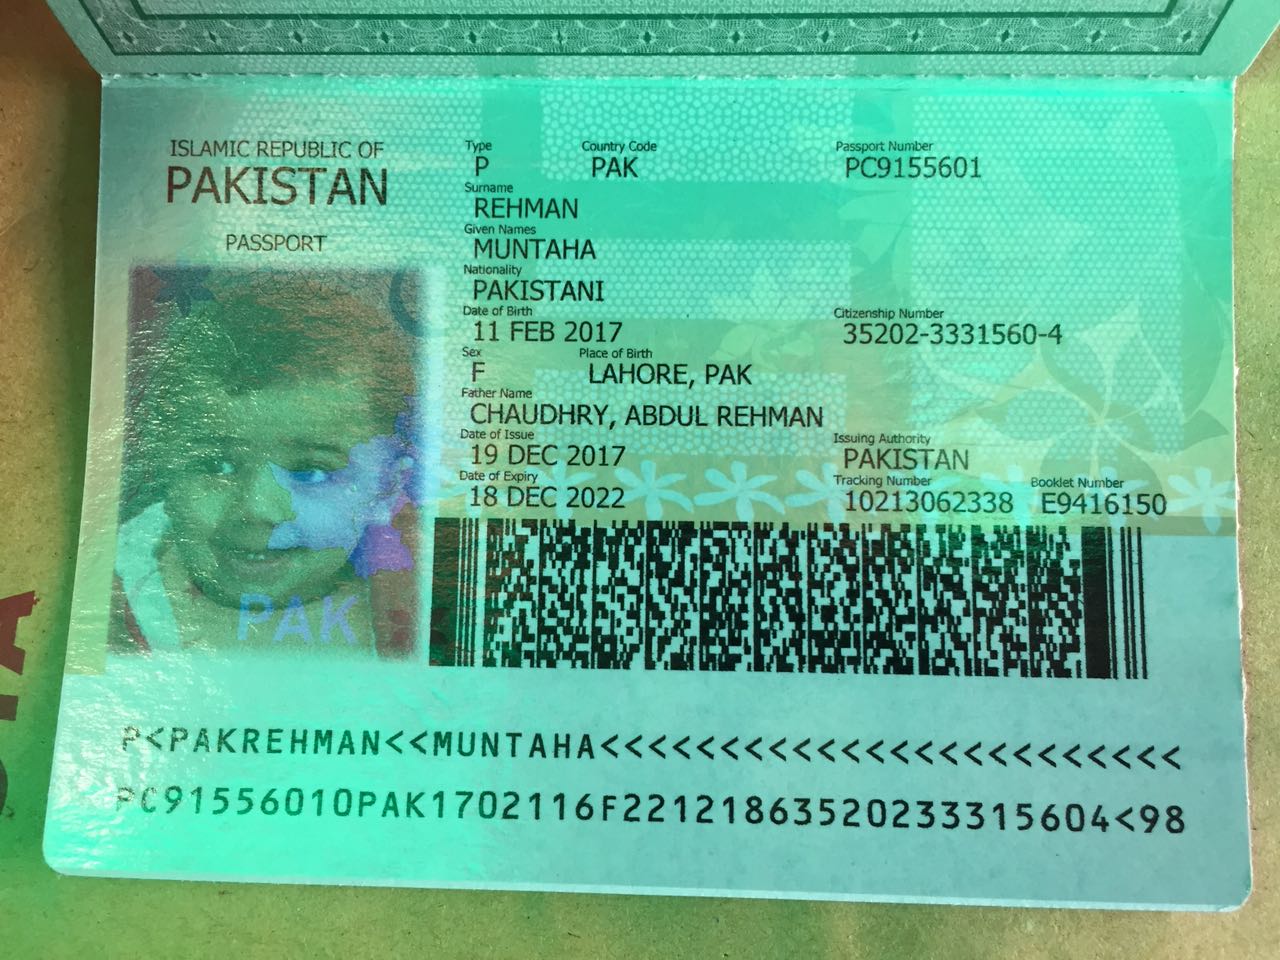 ISLAMIC REPUBLIC OF
PAKISTAN
PASSPORT
Type Country Code Passport Number
P PAK PC9155601
Surname
REHMAN
Given Names
MUNTAHA
Nationality
PAKISTANI
Date of Birth Citizenship Number
11 FEB 2017 35202-3331560-4
Sex Place of Birth
F LAHORE, PAK
Father Name
CHAUDHRY, ABDUL REHMAN
Date of Issue Issuing Authority
19 DEC 2017 PAKISTAN
Date of Expiry Tracking Number Booklet Number
18 DEC 2022 10213062338 E9416150
PAK
P<PAKREHMAN<<MUNTAHA<<<<<<<<<<<<<<<<<<<<<<<<
PC91556010PAK1702116F22121863520233315604<98